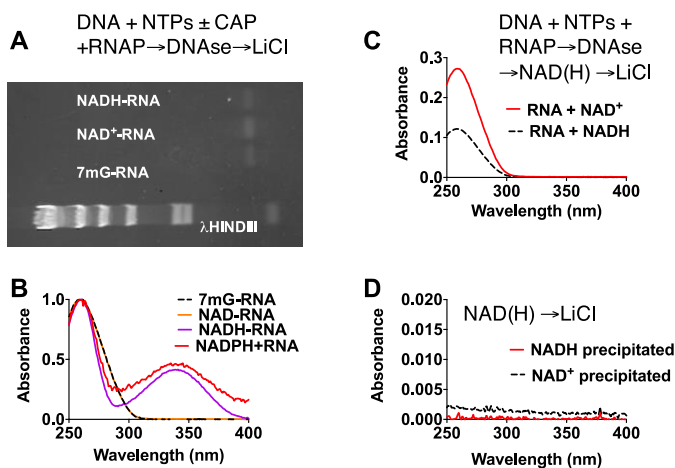 A
DNA + NTPs ± CAP
+RNAP→DNAse→LiCl
NADH-RNA
NAD+-RNA
7mG-RNA
λHINDIII
B
Absorbance
1.0
0.5
0.0
250
300
350
400
Wavelength (nm)
7mG-RNA
NAD-RNA
NADH-RNA
NADPH+RNA
C
DNA + NTPs +
RNAP→DNAse
→NAD(H) →LiCl
Absorbance
0.3
0.2
0.1
0.0
250
300
350
400
Wavelength (nm)
RNA + NAD+
RNA + NADH
D
NAD(H) →LiCl
Absorbance
0.020
0.015
0.010
0.005
0.000
250
300
350
400
Wavelength (nm)
NADH precipitated
NAD+ precipitated